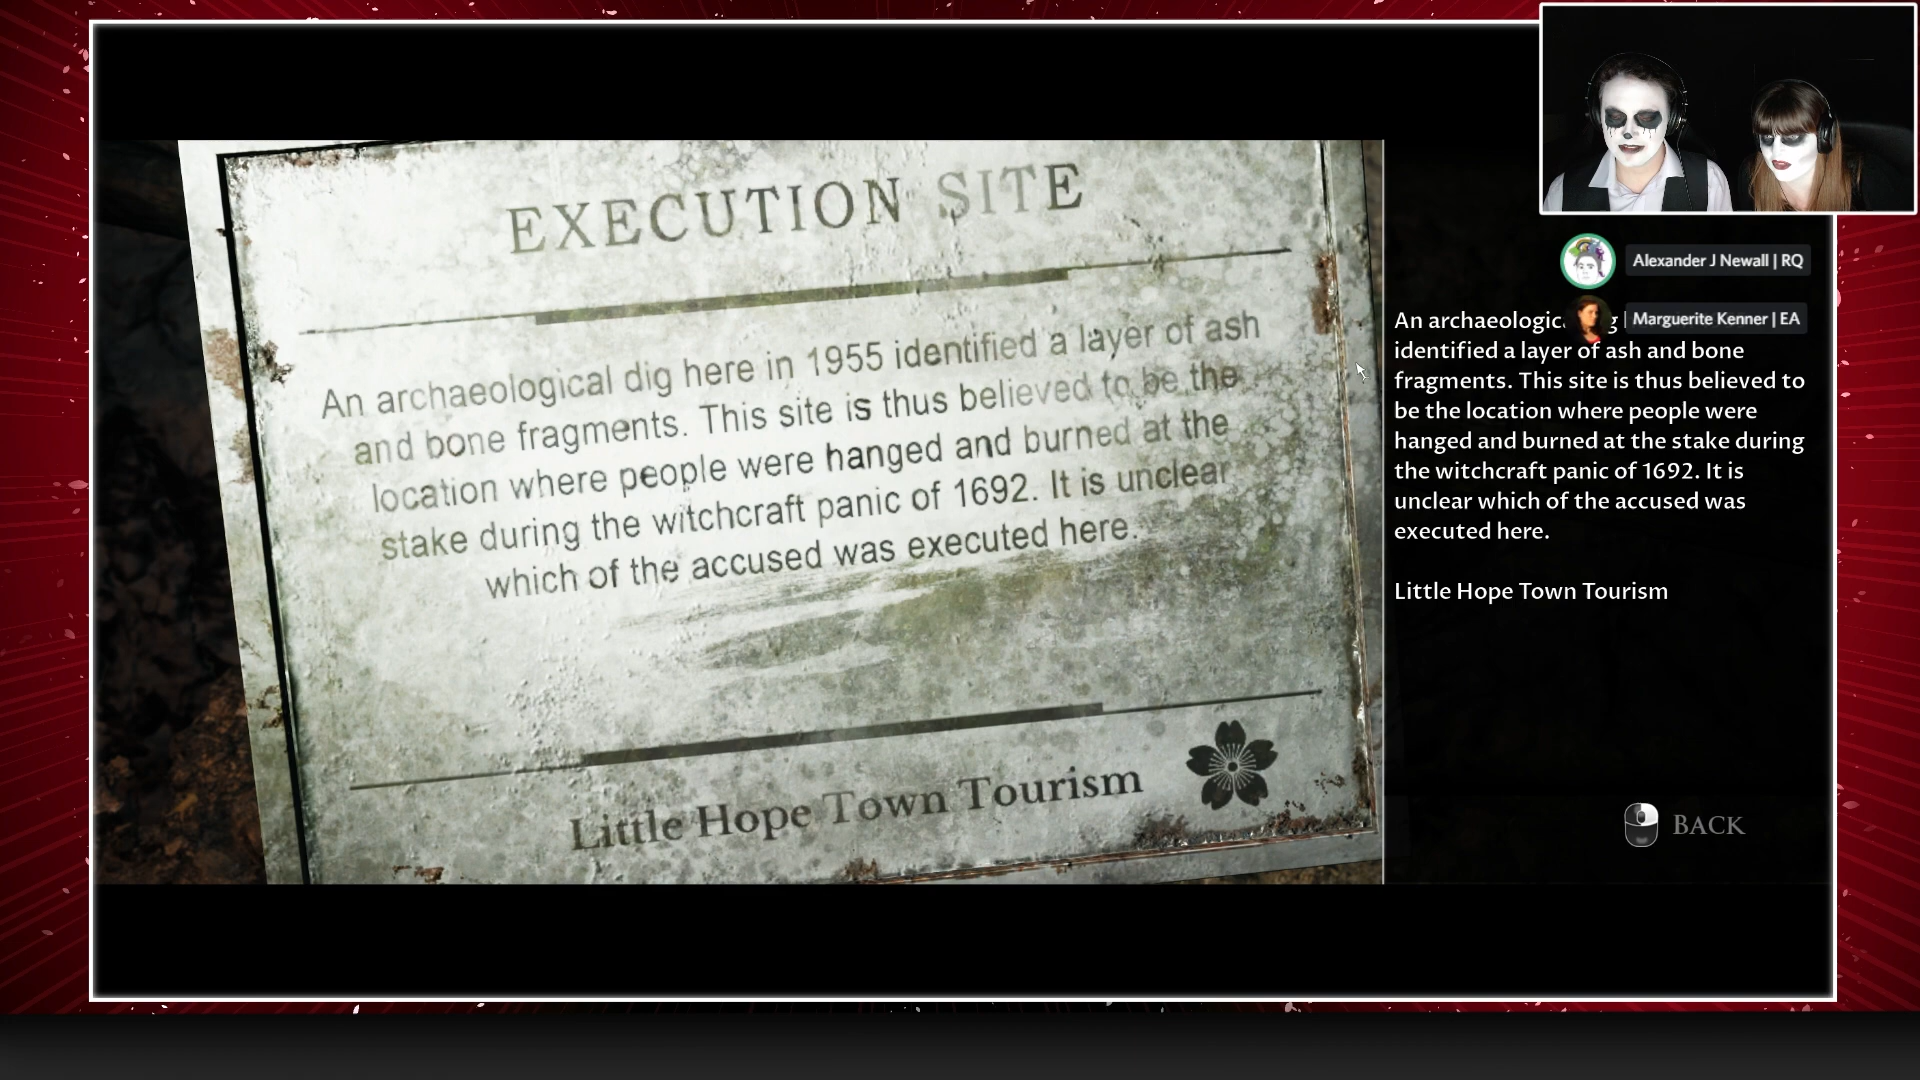 EXECUTION SITE
An archaeological dig here in 1955 identified a layer of ash
and bone fragments. This site is thus believed to be the
location where people were hanged and burned at the
stake during the witchcraft panic of 1692. It is unclear
which of the accused was executed here.
Little Hope Town Tourism
Alexander J Newall | RQ
Marguerite Kenner | EA
An
identified a layer of ash and bone
fragments. This site is thus believed to
be the location where people were
hanged and burned at the stake during
the witchcraft panic of 1692. It is
unclear which of the accused was
executed here.
Little Hope Town Tourism
BACK